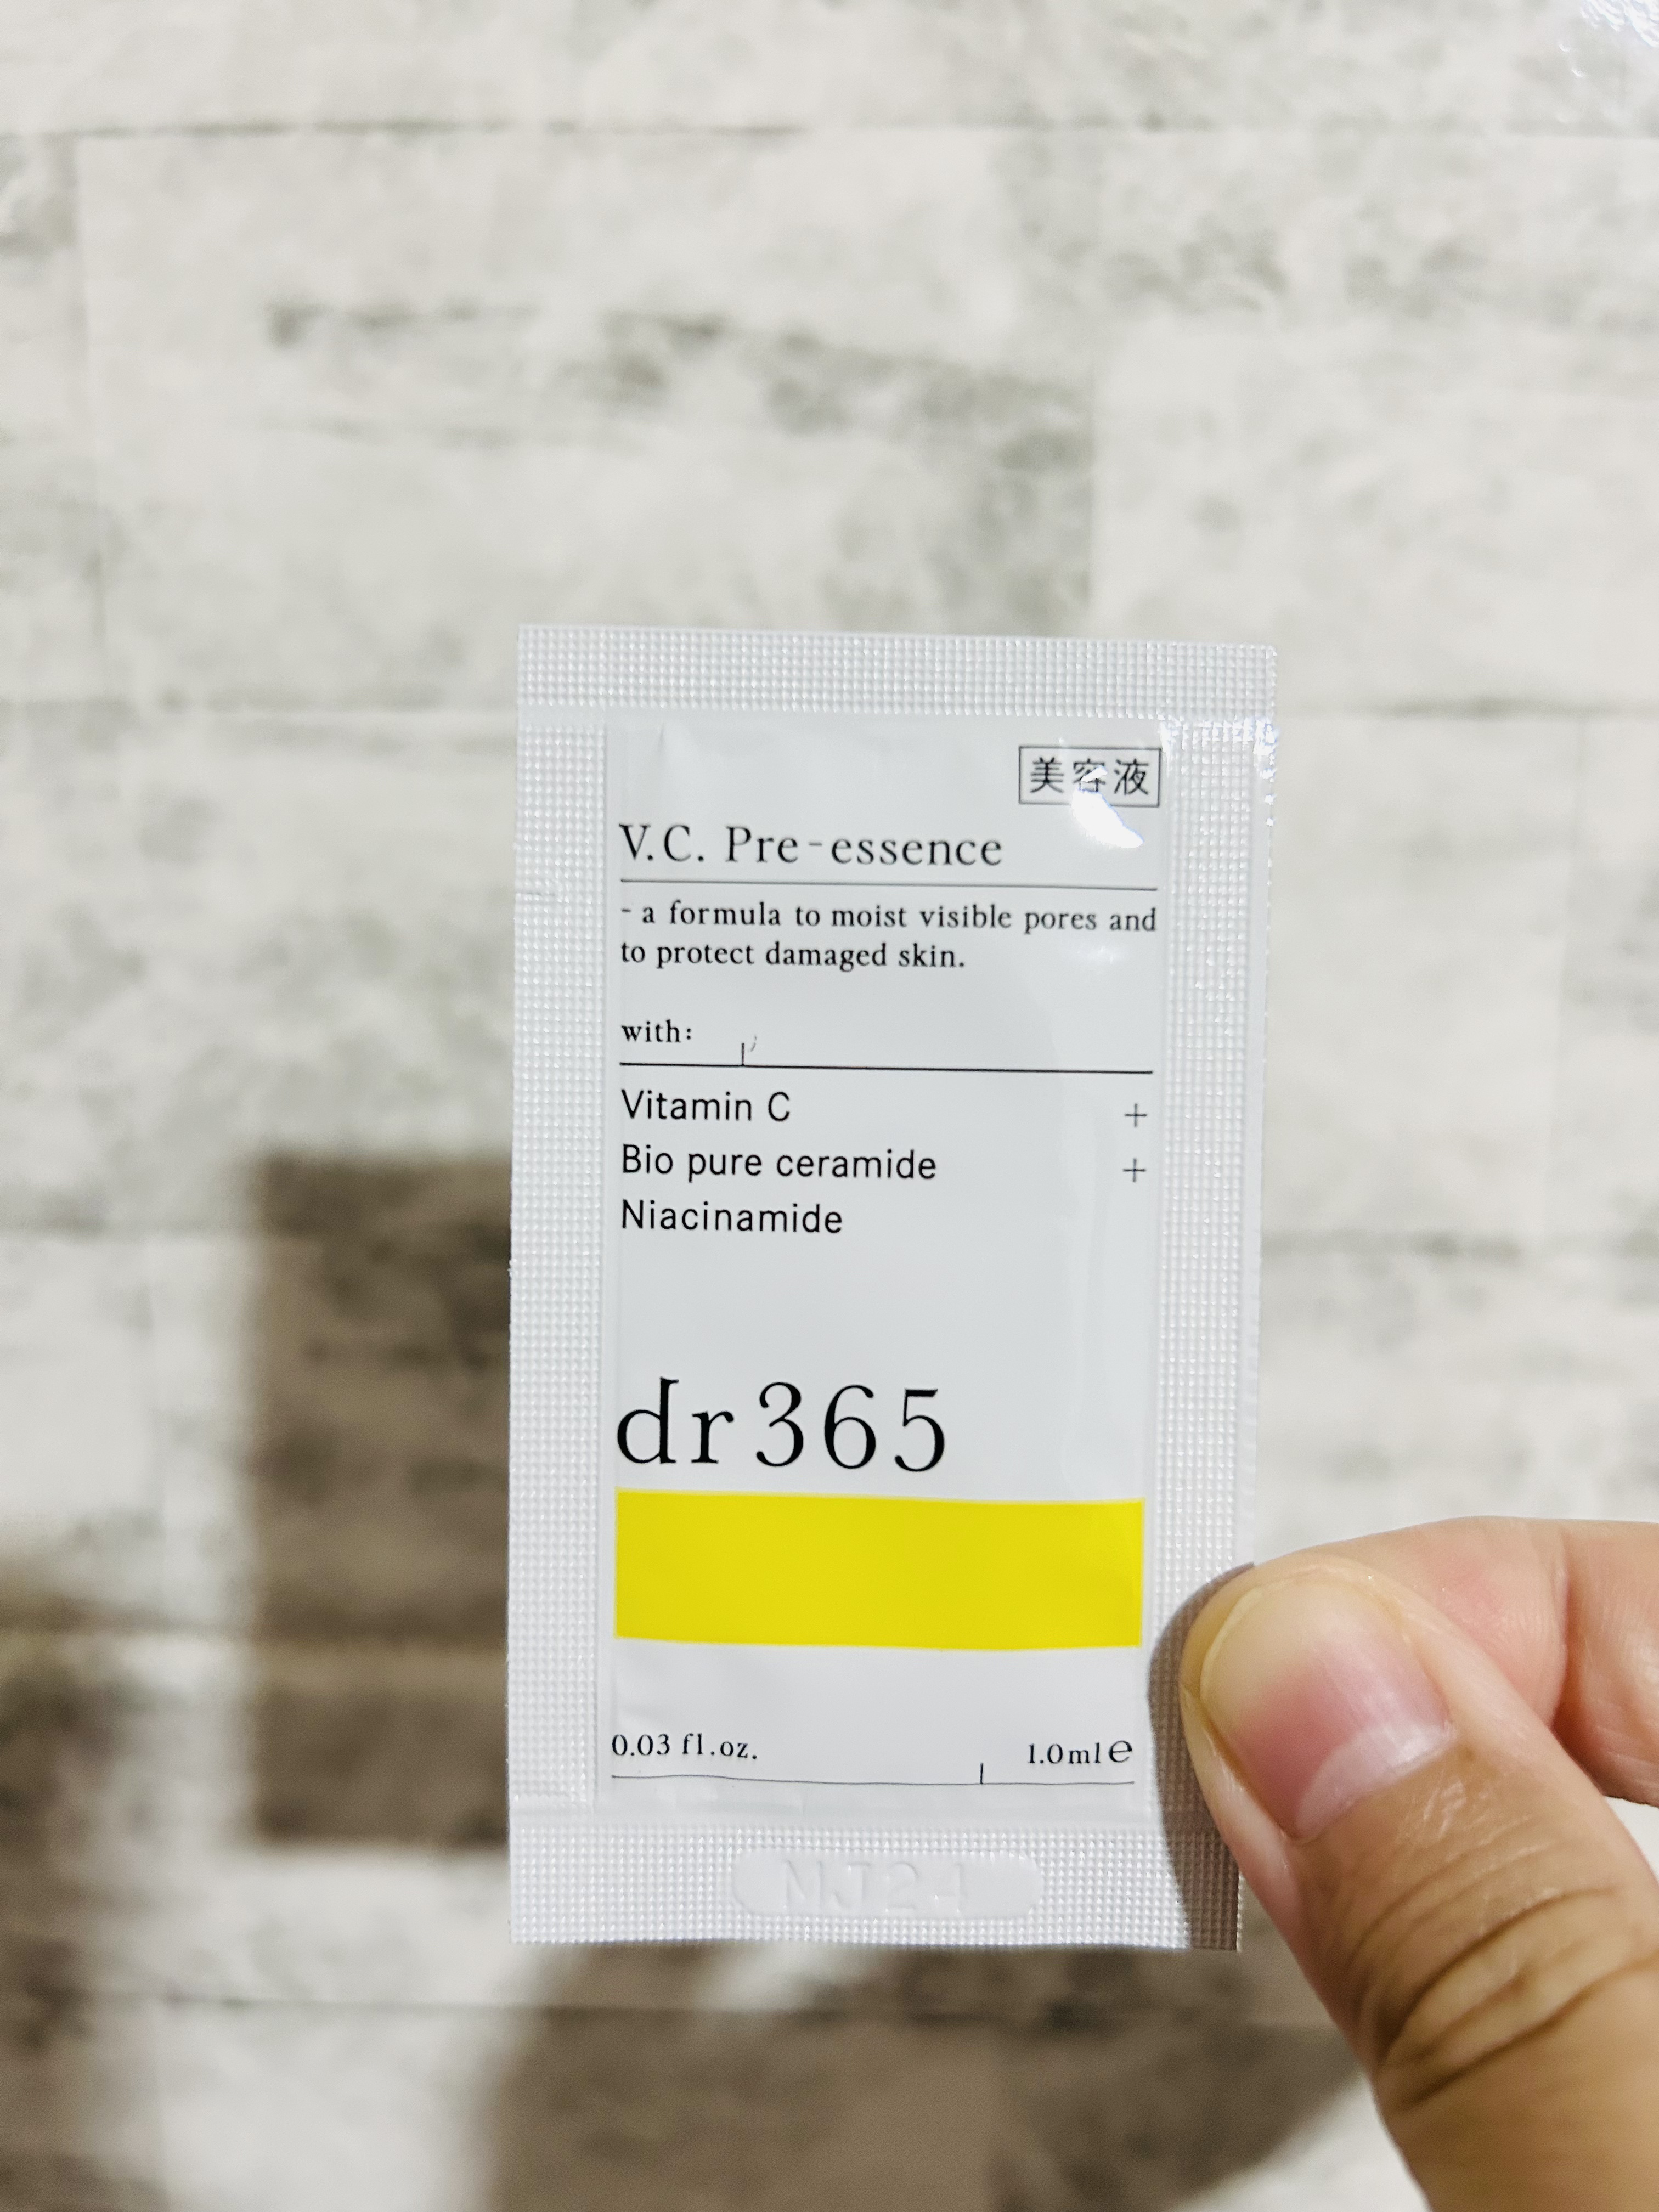 美容液
V.C. Pre-essence
- a formula to moist visible pores and
to protect damaged skin.
with:
Vitamin C +
Bio pure ceramide +
Niacinamide
dr365
0.03 fl.oz. 1.0ml℮
MJ24